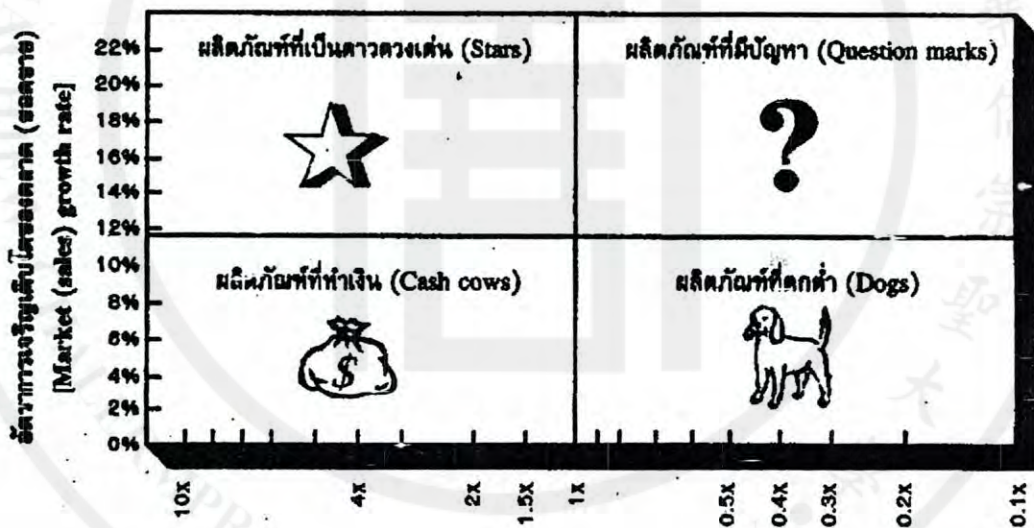 อัตราการเจริญเติบโตของตลาด (ยอดขาย)
[Market (sales) growth rate]
22%
20%
18%
16%
14%
12%
10%
8%
6%
4%
2%
0%
ผลิตภัณฑ์ที่เป็นดาวดวงเด่น (Stars)
ผลิตภัณฑ์ที่มีปัญหา (Question marks)
?
ผลิตภัณฑ์ที่ทำเงิน (Cash cows)
ผลิตภัณฑ์ที่ตกต่ำ (Dogs)
$
10X
4X
2X
1.5X
1X
0.5X
0.4X
0.3X
0.2X
0.1X